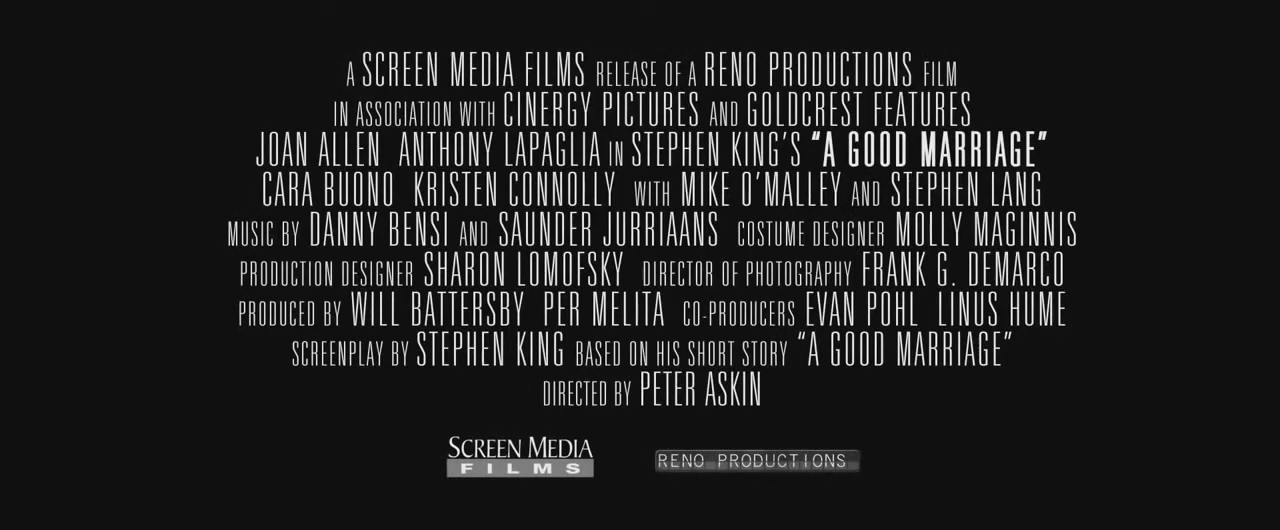 A SCREEN MEDIA FILMS RELEASE OF A RENO PRODUCTIONS FILM
IN ASSOCIATION WITH CINERGY PICTURES AND GOLDCREST FEATURES
JOAN ALLEN ANTHONY LAPAGLIA IN STEPHEN KING'S "A GOOD MARRIAGE"
CARA BUONO KRISTEN CONNOLLY WITH MIKE O'MALLEY AND STEPHEN LANG
MUSIC BY DANNY BENSI AND SAUNDER JURRIAANS COSTUME DESIGNER MOLLY MAGINNIS
PRODUCTION DESIGNER SHARON LOMOFSKY DIRECTOR OF PHOTOGRAPHY FRANK G. DEMARCO
PRODUCED BY WILL BATTERSBY PER MELITA CO-PRODUCERS EVAN POHL LINUS HUME
SCREENPLAY BY STEPHEN KING BASED ON HIS SHORT STORY "A GOOD MARRIAGE"
DIRECTED BY PETER ASKIN
SCREEN MEDIA
FILMS
RENO PRODUCTIONS